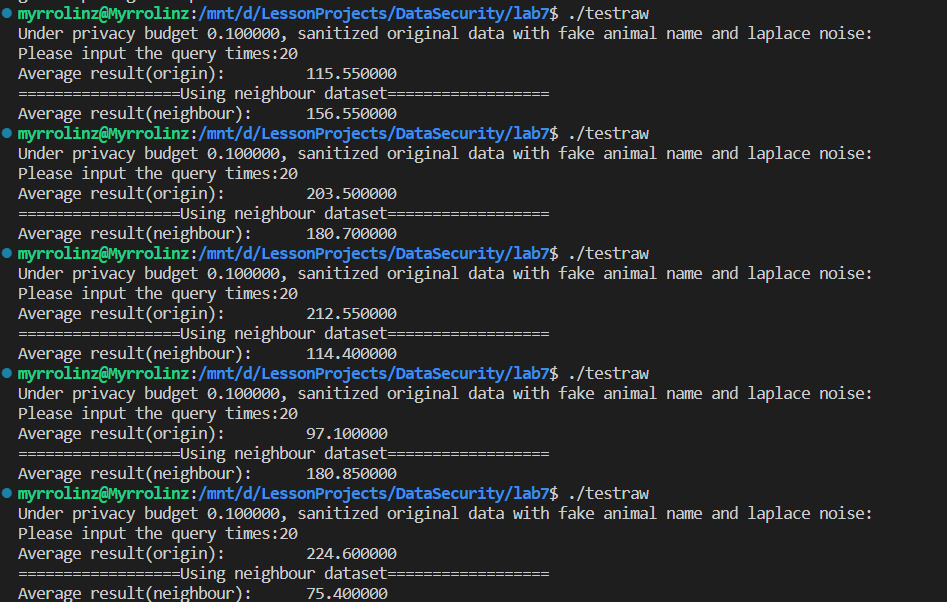 myrrolinz@Myrrolinz:/mnt/d/LessonProjects/DataSecurity/lab7$ ./testraw
Under privacy budget 0.100000, sanitized original data with fake animal name and laplace noise:
Please input the query times:20
Average result(origin):         115.550000
==================Using neighbour dataset==================
Average result(neighbour):      156.550000
myrrolinz@Myrrolinz:/mnt/d/LessonProjects/DataSecurity/lab7$ ./testraw
Under privacy budget 0.100000, sanitized original data with fake animal name and laplace noise:
Please input the query times:20
Average result(origin):         203.500000
==================Using neighbour dataset==================
Average result(neighbour):      180.700000
myrrolinz@Myrrolinz:/mnt/d/LessonProjects/DataSecurity/lab7$ ./testraw
Under privacy budget 0.100000, sanitized original data with fake animal name and laplace noise:
Please input the query times:20
Average result(origin):         212.550000
==================Using neighbour dataset==================
Average result(neighbour):      114.400000
myrrolinz@Myrrolinz:/mnt/d/LessonProjects/DataSecurity/lab7$ ./testraw
Under privacy budget 0.100000, sanitized original data with fake animal name and laplace noise:
Please input the query times:20
Average result(origin):         97.100000
==================Using neighbour dataset==================
Average result(neighbour):      180.850000
myrrolinz@Myrrolinz:/mnt/d/LessonProjects/DataSecurity/lab7$ ./testraw
Under privacy budget 0.100000, sanitized original data with fake animal name and laplace noise:
Please input the query times:20
Average result(origin):         224.600000
==================Using neighbour dataset==================
Average result(neighbour):      75.400000